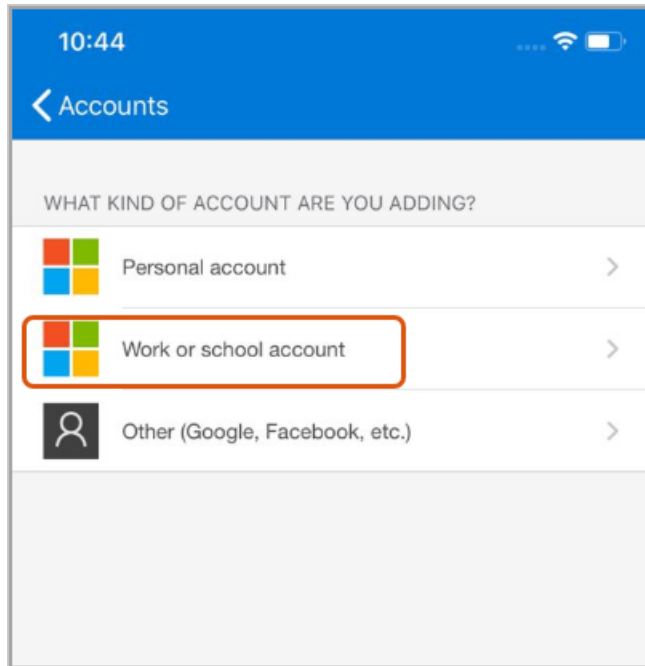 10:44
Accounts
WHAT KIND OF ACCOUNT ARE YOU ADDING?
Personal account
Work or school account
Other (Google, Facebook, etc.)